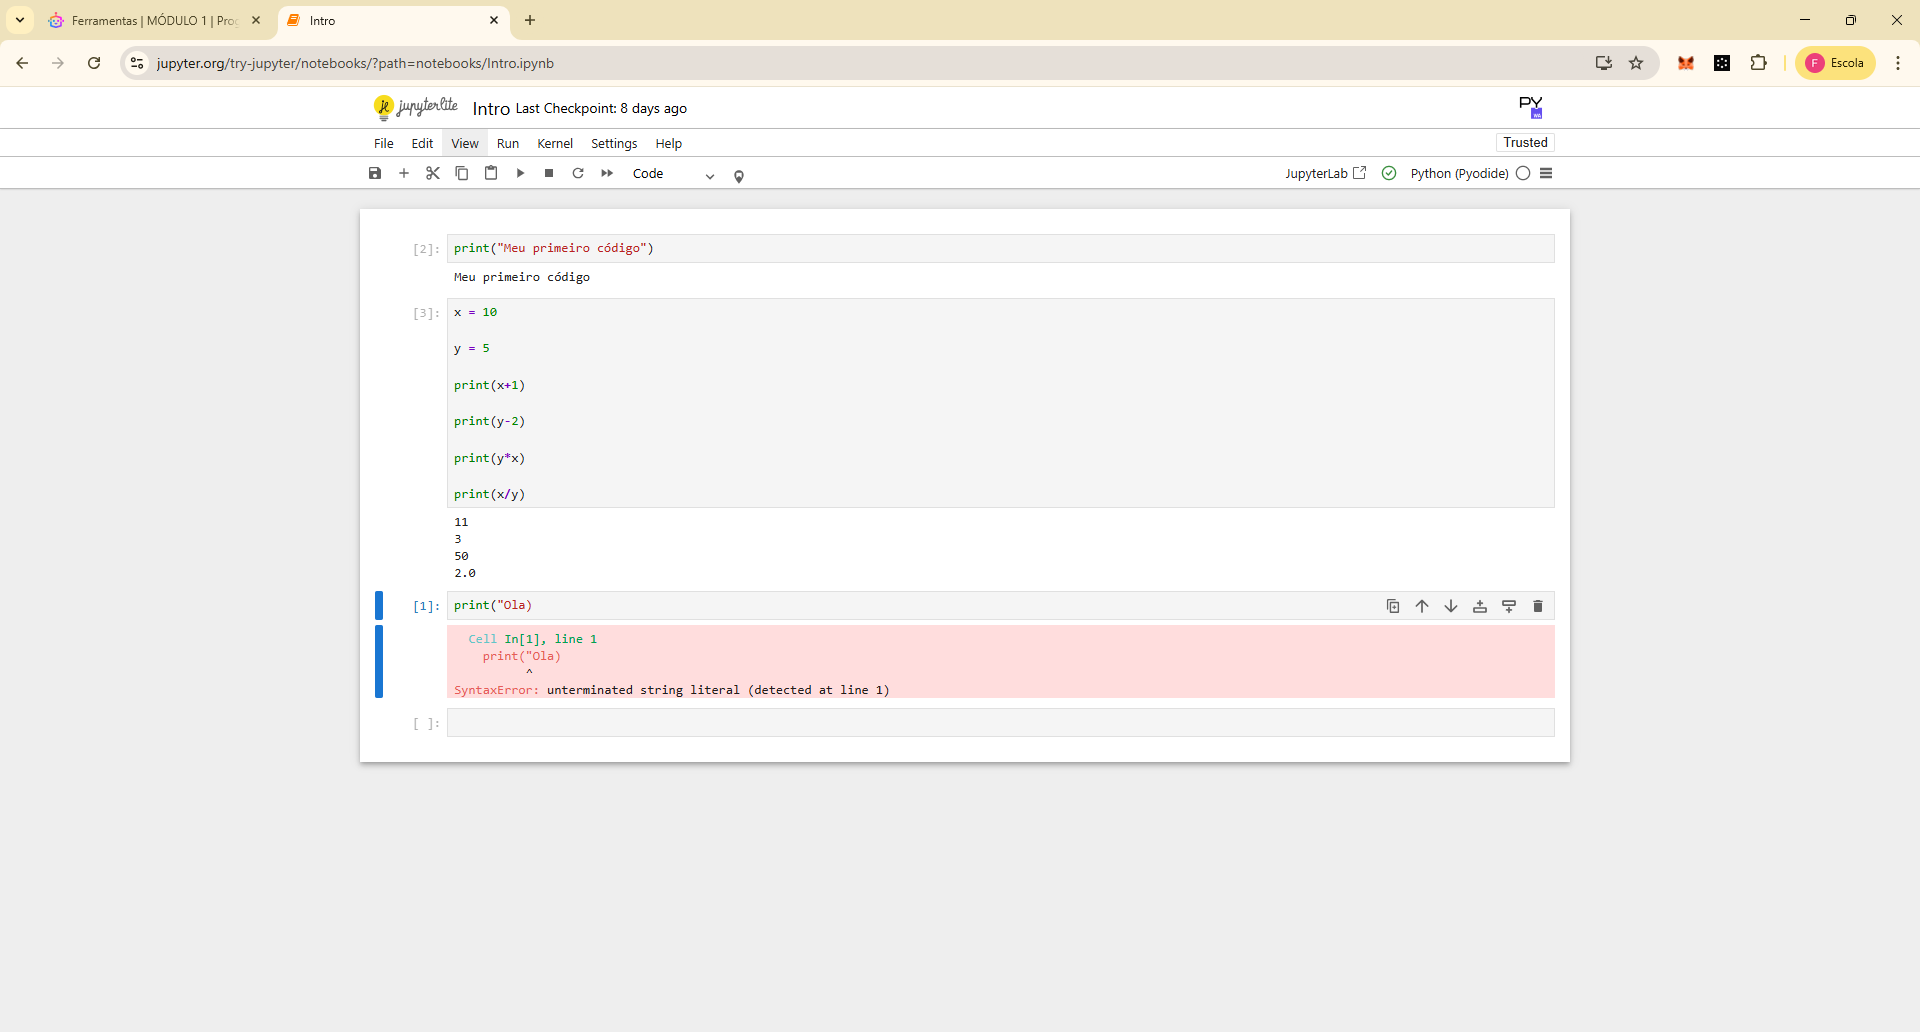 Ferramentas | MÓDULO 1 | Prog
Intro
jupyter.org/try-jupyter/notebooks/?path=notebooks/Intro.ipynb
F Escola
jupyterlite Intro Last Checkpoint: 8 days ago
PY
WA
File Edit View Run Kernel Settings Help
Trusted
Code
JupyterLab
Python (Pyodide)
[2]: print("Meu primeiro código")
Meu primeiro código
[3]: x = 10
y = 5
print(x+1)
print(y-2)
print(y*x)
print(x/y)
11
3
50
2.0
[1]: print("Ola)
Cell In[1], line 1
print("Ola)
^
SyntaxError: unterminated string literal (detected at line 1)
[ ]: